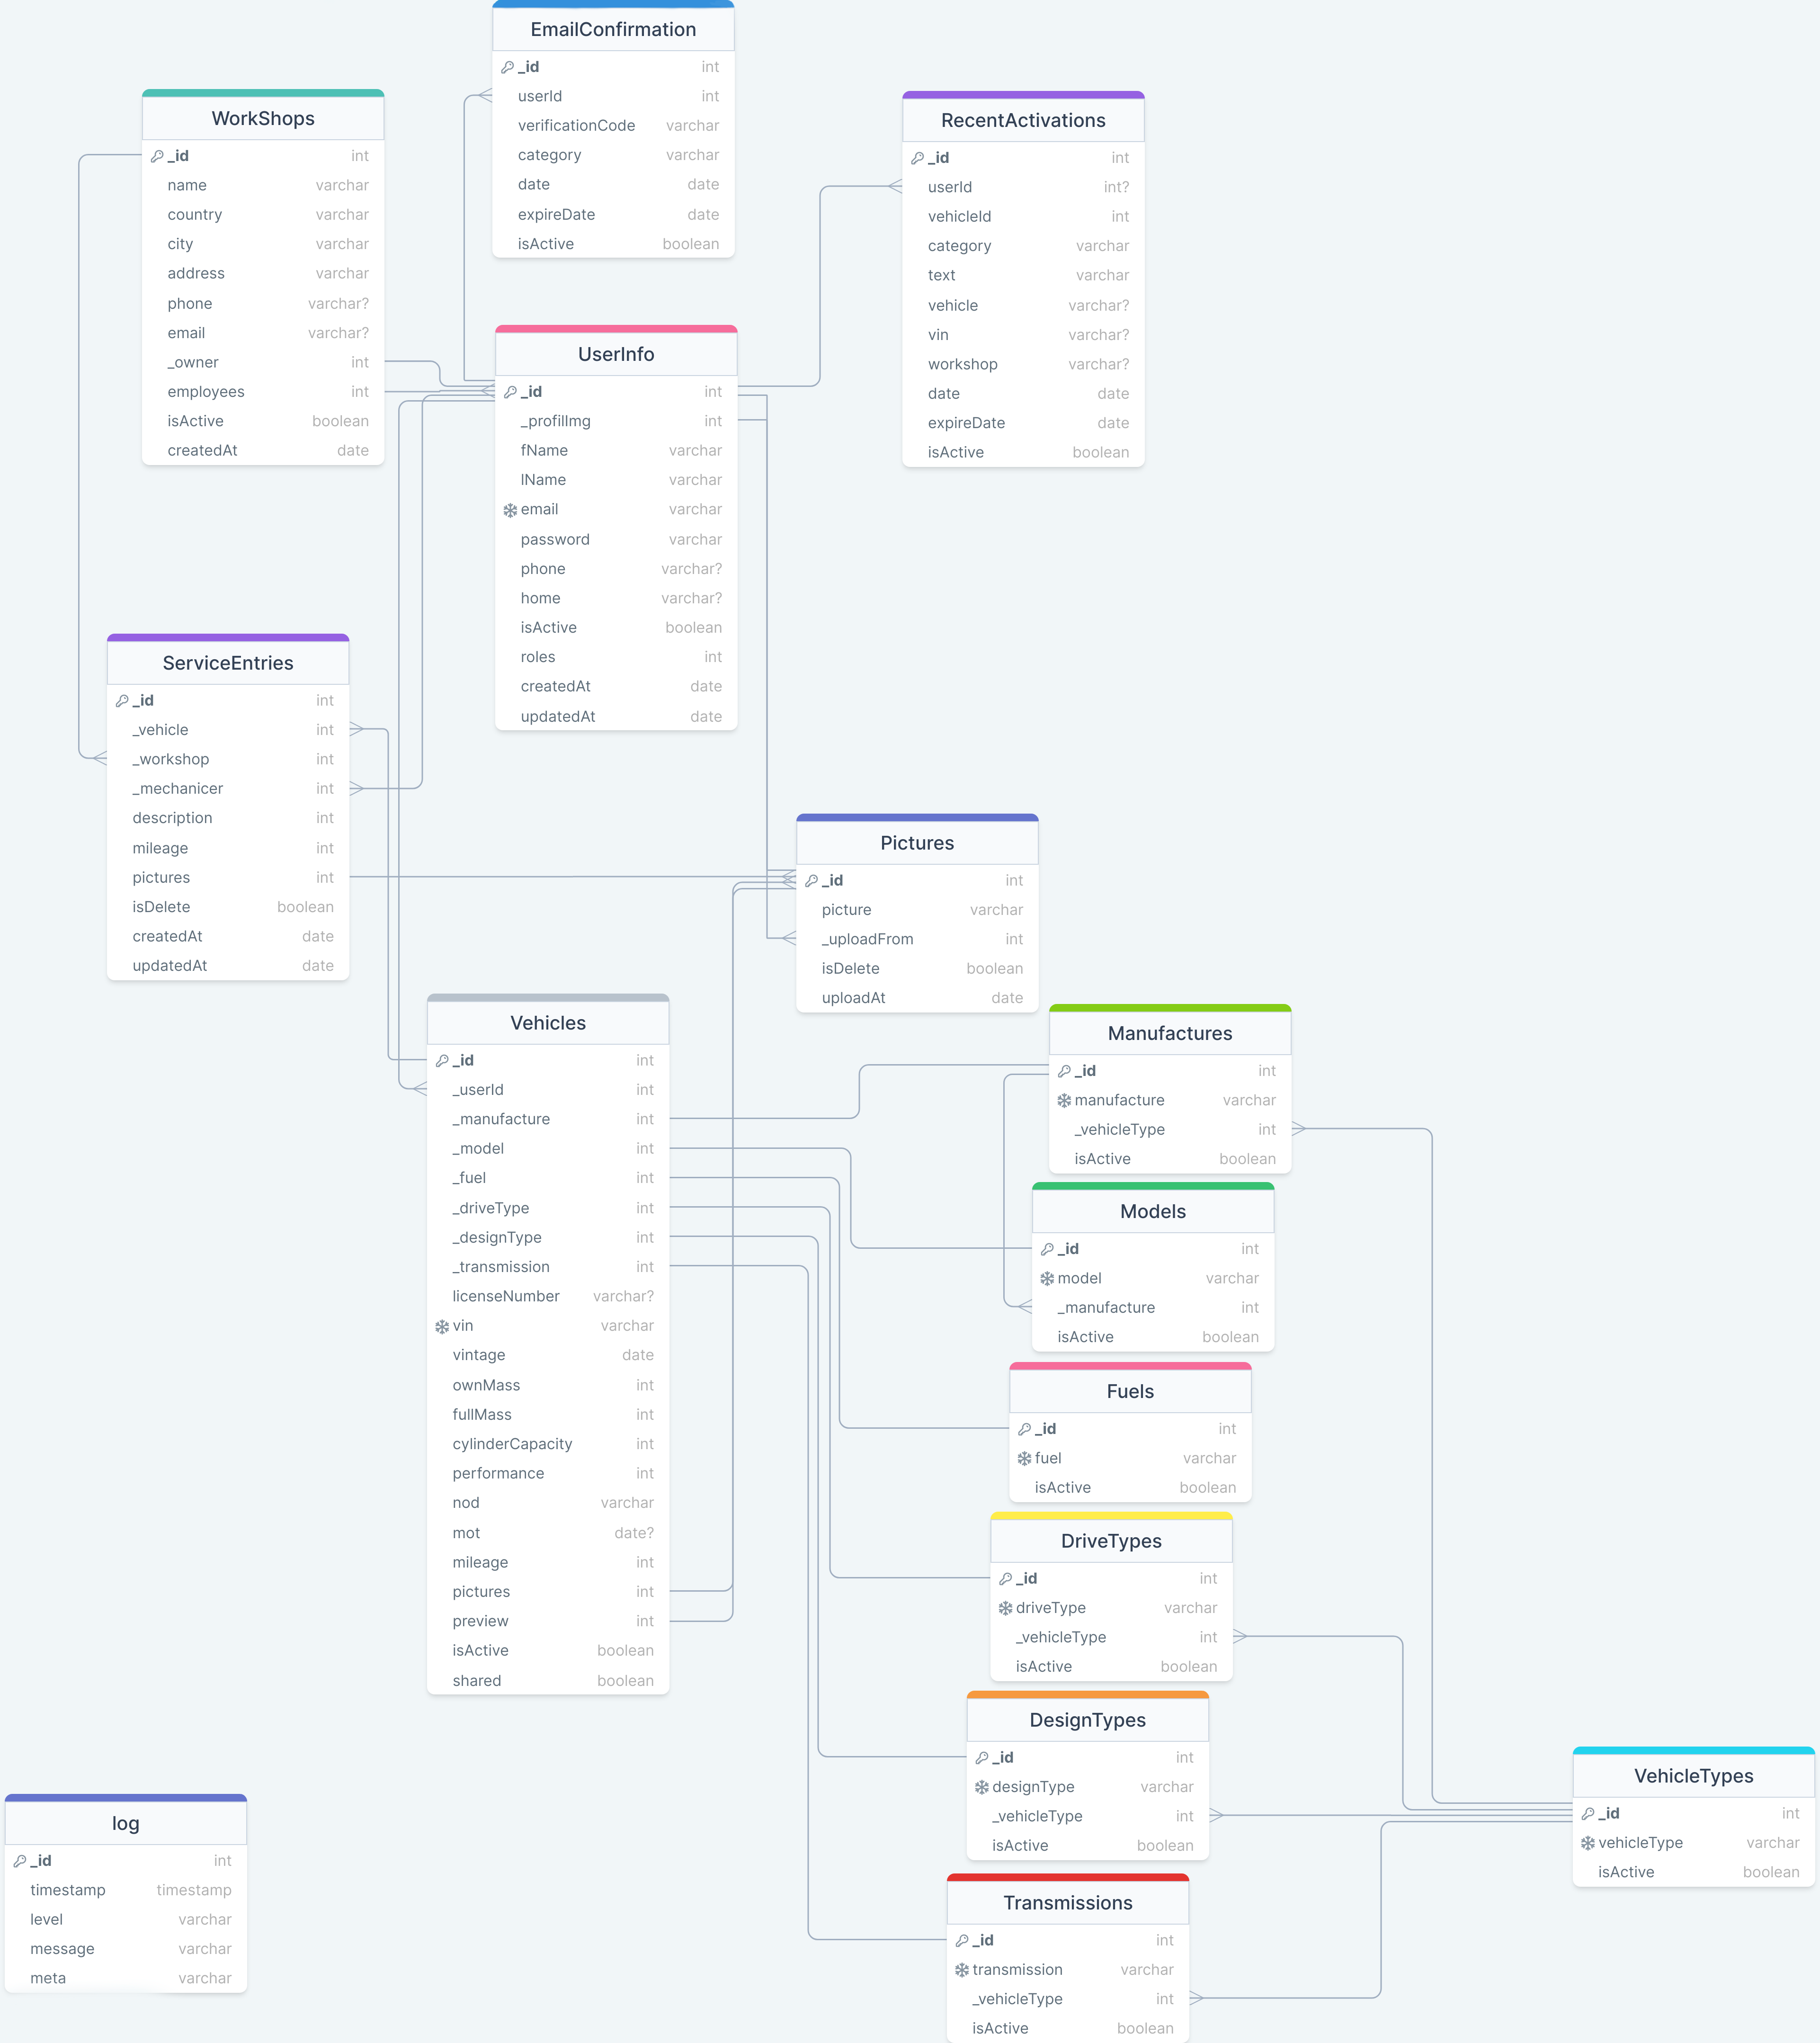 EmailConfirmation
_id int
userId int
verificationCode varchar
category varchar
date date
expireDate date
isActive boolean
WorkShops
_id int
name varchar
country varchar
city varchar
address varchar
phone varchar?
email varchar?
_owner int
employees int
isActive boolean
createdAt date
RecentActivations
_id int
userId int?
vehicleId int
category varchar
text varchar
vehicle varchar?
vin varchar?
workshop varchar?
date date
expireDate date
isActive boolean
UserInfo
_id int
_profilImg int
fName varchar
lName varchar
email varchar
password varchar
phone varchar?
home varchar?
isActive boolean
roles int
createdAt date
updatedAt date
ServiceEntries
_id int
_vehicle int
_workshop int
_mechanicer int
description int
mileage int
pictures int
isDelete boolean
createdAt date
updatedAt date
Pictures
_id int
picture varchar
_uploadFrom int
isDelete boolean
uploadAt date
Vehicles
_id int
_userId int
_manufacture int
_model int
_fuel int
_driveType int
_designType int
_transmission int
licenseNumber varchar?
vin varchar
vintage date
ownMass int
fullMass int
cylinderCapacity int
performance int
nod varchar
mot date?
mileage int
pictures int
preview int
isActive boolean
shared boolean
Manufactures
_id int
manufacture varchar
_vehicleType int
isActive boolean
Models
_id int
model varchar
_manufacture int
isActive boolean
Fuels
_id int
fuel varchar
isActive boolean
DriveTypes
_id int
driveType varchar
_vehicleType int
isActive boolean
DesignTypes
_id int
designType varchar
_vehicleType int
isActive boolean
VehicleTypes
_id int
vehicleType varchar
isActive boolean
log
_id int
timestamp timestamp
level varchar
message varchar
meta varchar
Transmissions
_id int
transmission varchar
_vehicleType int
isActive boolean